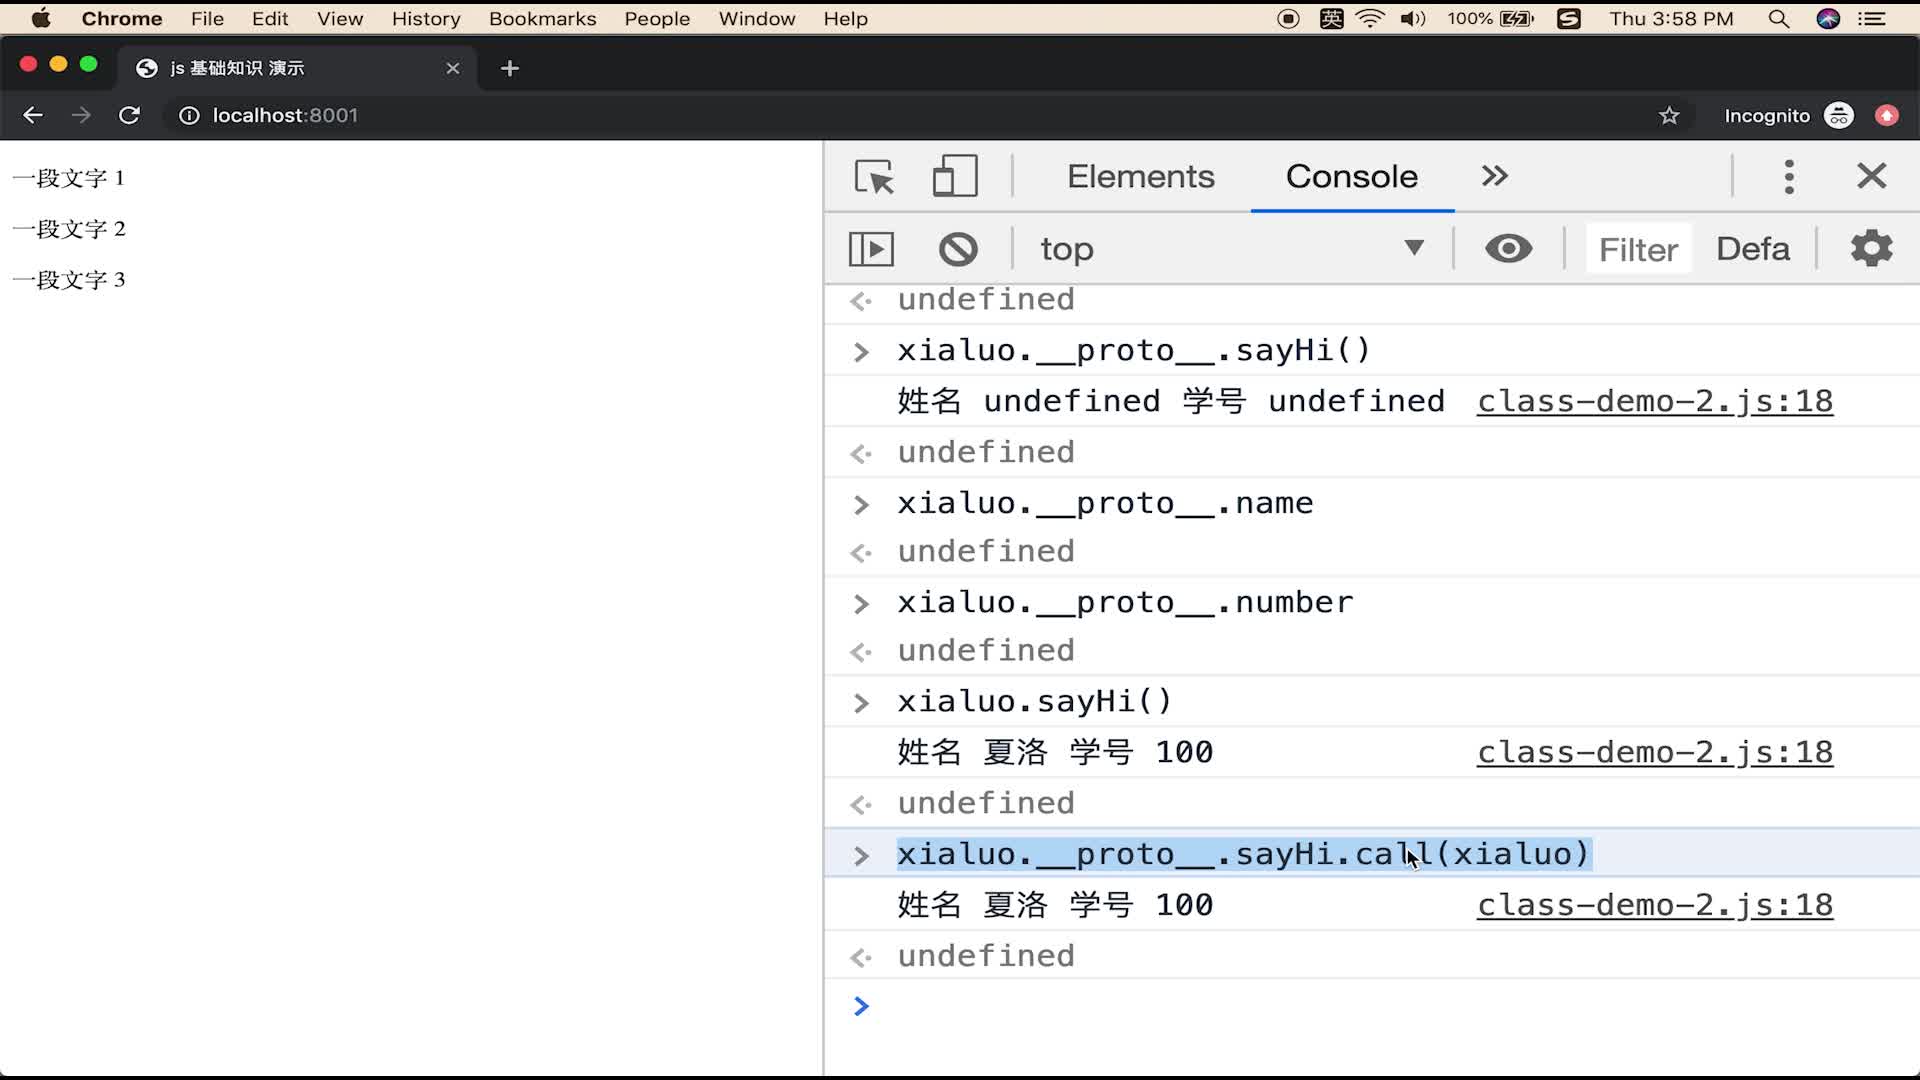 Chrome File Edit View History Bookmarks People Window Help 英 100% Thu 3:58 PM
js 基础知识 演示
localhost:8001 Incognito
一段文字 1
一段文字 2
一段文字 3
Elements Console
top Filter Defa
undefined
xialuo.__proto__.sayHi()
姓名 undefined 学号 undefined class-demo-2.js:18
undefined
xialuo.__proto__.name
undefined
xialuo.__proto__.number
undefined
xialuo.sayHi()
姓名 夏洛 学号 100 class-demo-2.js:18
undefined
xialuo.__proto__.sayHi.call(xialuo)
姓名 夏洛 学号 100 class-demo-2.js:18
undefined